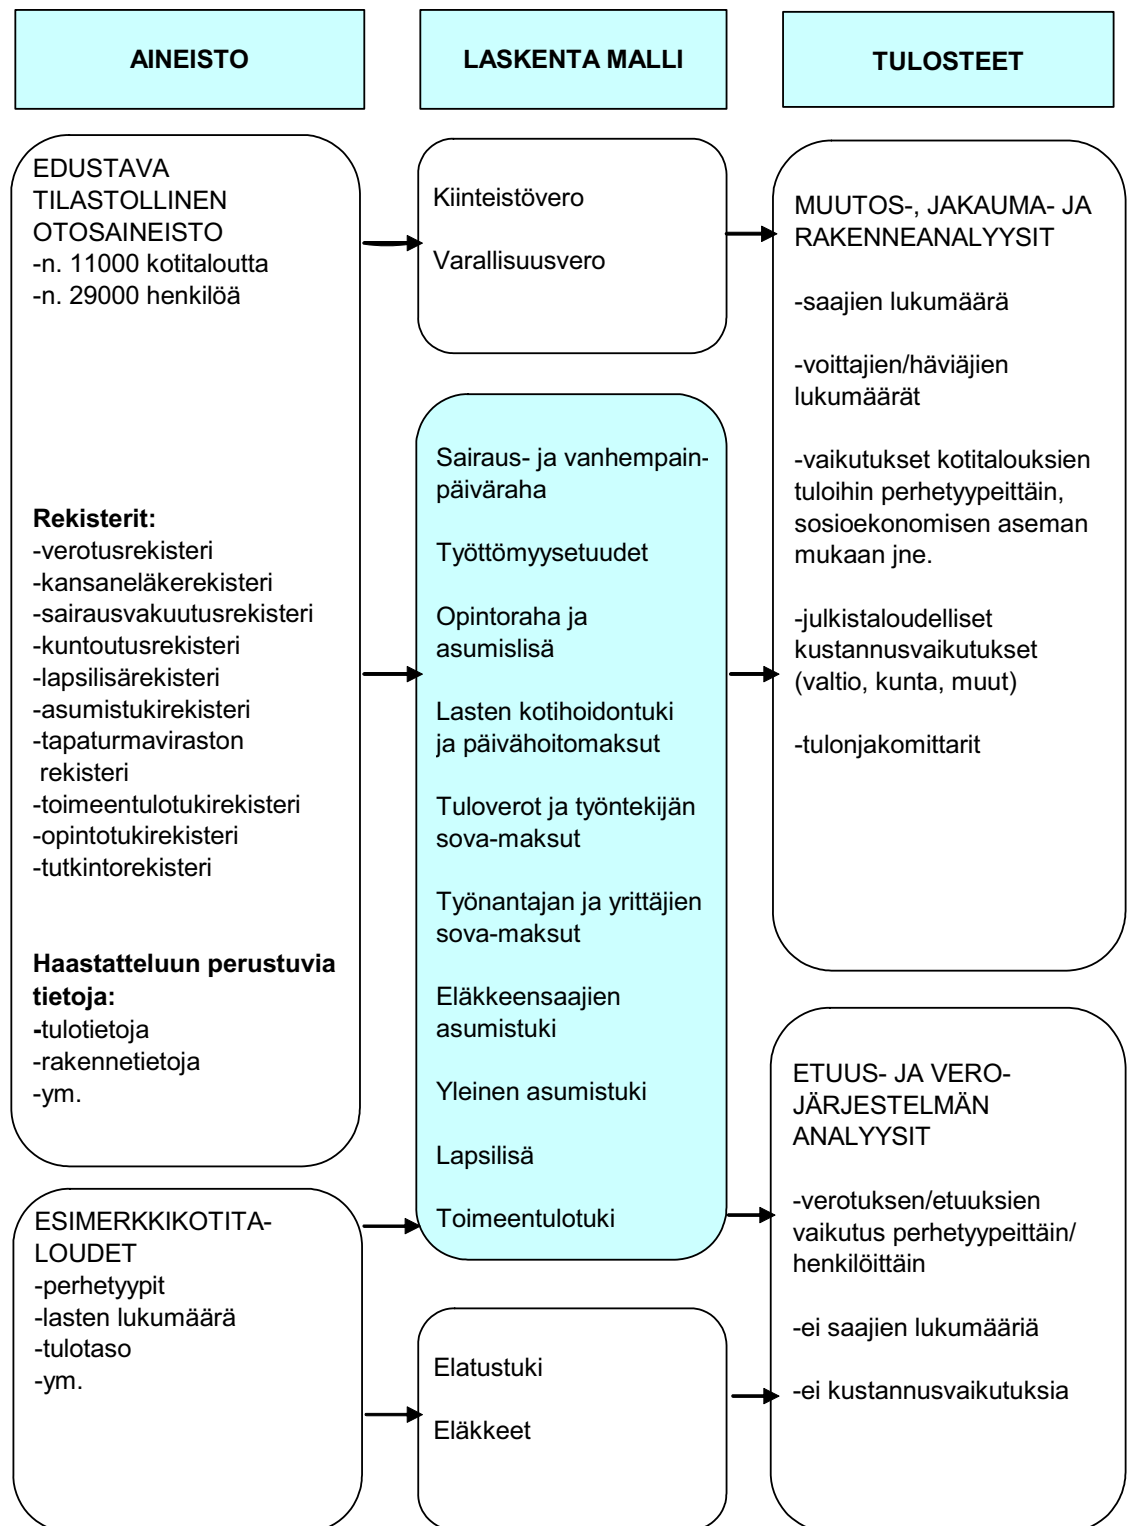 AINEISTO
LASKENTA MALLI
TULOSTEET
EDUSTAVA
TILASTOLLINEN
OTOSAINEISTO
-n. 11000 kotitaloutta
-n. 29000 henkilöä
Rekisterit:
-verotusrekisteri
-kansaneläkerekisteri
-sairausvakuutusrekisteri
-kuntoutusrekisteri
-lapsilisärekisteri
-asumistukirekisteri
-tapaturmaviraston
rekisteri
-toimeentulotukirekisteri
-opintotukirekisteri
-tutkintorekisteri
Haastatteluun perustuvia
tietoja:
-tulotietoja
-rakennetietoja
-ym.
ESIMERKKIKOTITA-
LOUDET
-perhetyypit
-lasten lukumäärä
-tulotaso
-ym.
Kiinteistövero
Varallisuusvero
Sairaus- ja vanhempain-
päiväraha
Työttömyysetuudet
Opintoraha ja
asumislisä
Lasten kotihoidontuki
ja päivähoitomaksut
Tuloverot ja työntekijän
sova-maksut
Työnantajan ja yrittäjien
sova-maksut
Eläkkeensaajien
asumistuki
Yleinen asumistuki
Lapsilisä
Toimeentulotuki
Elatustuki
Eläkkeet
MUUTOS-, JAKAUMA- JA
RAKENNEANALYYSIT
-saajien lukumäärä
-voittajien/häviäjien
lukumäärät
-vaikutukset kotitalouksien
tuloihin perhetyypeittäin,
sosioekonomisen aseman
mukaan jne.
-julkistaloudelliset
kustannusvaikutukset
(valtio, kunta, muut)
-tulonjakomittarit
ETUUS- JA VERO-
JÄRJESTELMÄN
ANALYYSIT
-verotuksen/etuuksien
vaikutus perhetyypeittäin/
henkilöittäin
-ei saajien lukumääriä
-ei kustannusvaikutuksia